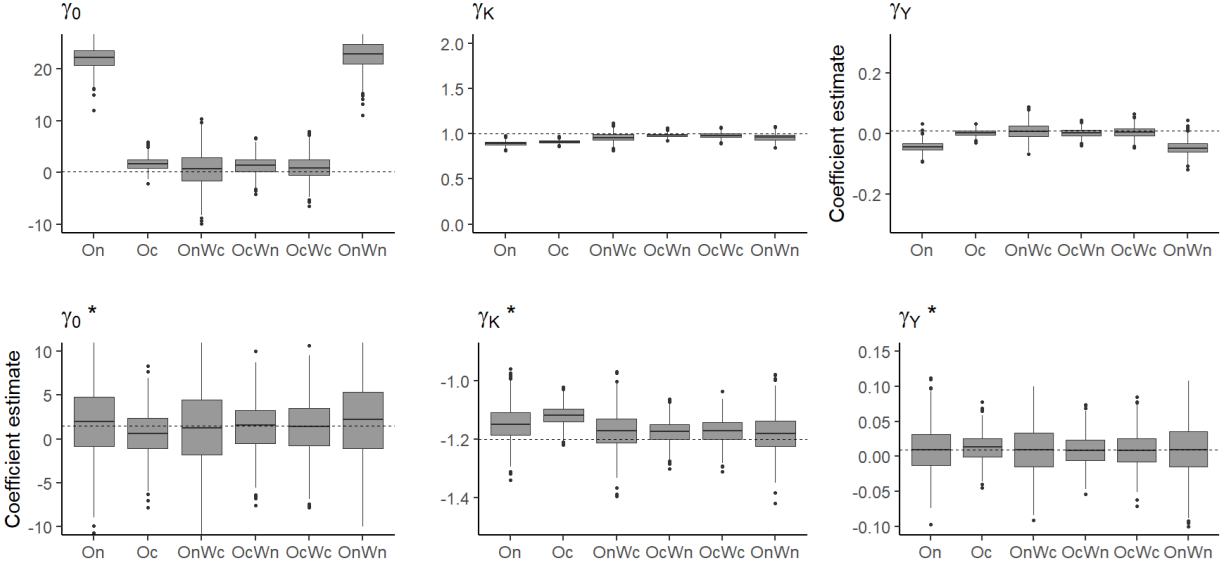 γ0
20
10
0
-10
On Oc OnWc OcWn OcWc OnWn
γK
2.0
1.5
1.0
0.5
0.0
On Oc OnWc OcWn OcWc OnWn
γY
Coefficient estimate
0.2
0.0
-0.2
On Oc OnWc OcWn OcWc OnWn
γ0 *
Coefficient estimate
10
5
0
-5
-10
On Oc OnWc OcWn OcWc OnWn
γK *
-1.0
-1.2
-1.4
On Oc OnWc OcWn OcWc OnWn
γY *
0.15
0.10
0.05
0.00
-0.05
-0.10
On Oc OnWc OcWn OcWc OnWn